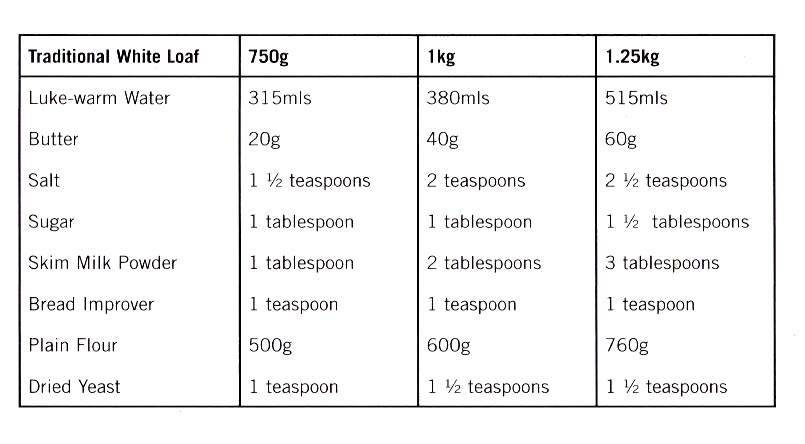 Traditional White Loaf 750g 1kg 1.25kg
Luke-warm Water 315mls 380mls 515mls
Butter 20g 40g 60g
Salt 1 ½ teaspoons 2 teaspoons 2 ½ teaspoons
Sugar 1 tablespoon 1 tablespoon 1 ½ tablespoons
Skim Milk Powder 1 tablespoon 2 tablespoons 3 tablespoons
Bread Improver 1 teaspoon 1 teaspoon 1 teaspoon
Plain Flour 500g 600g 760g
Dried Yeast 1 teaspoon 1 ½ teaspoons 1 ½ teaspoons